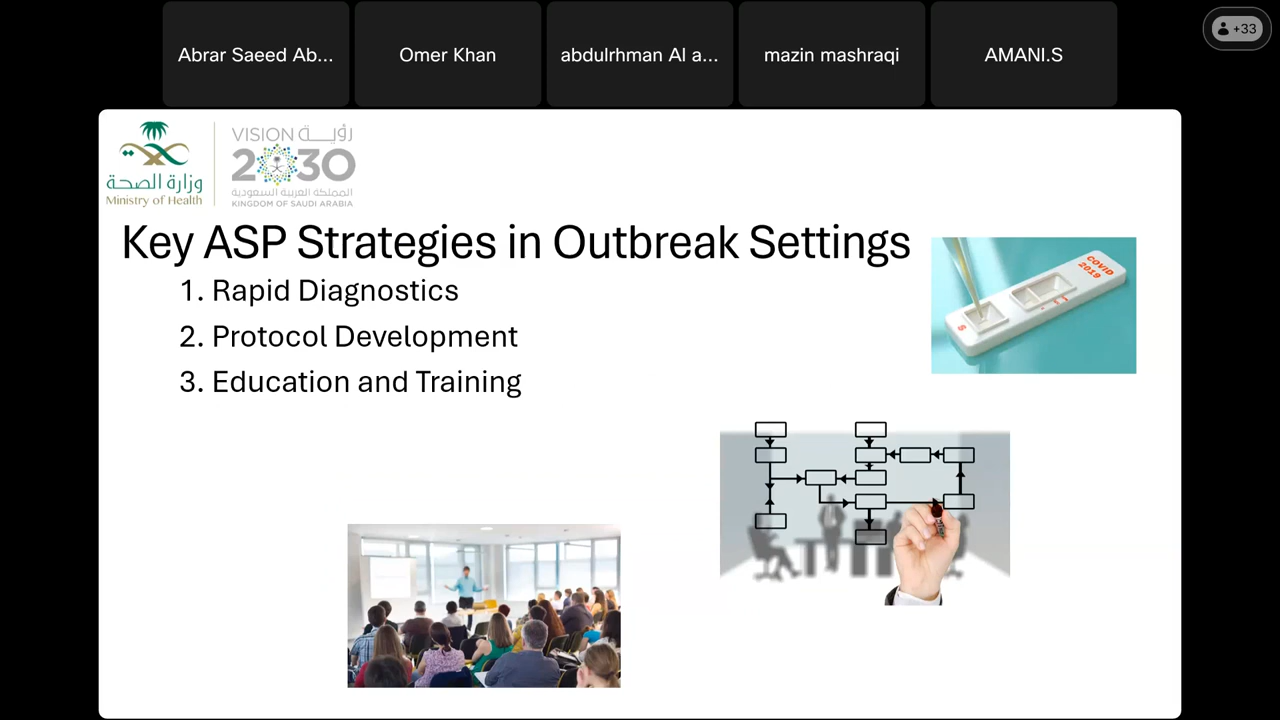 Abrar Saeed Ab...
Omer Khan
abdulrhman Al a...
mazin mashraqi
AMANI.S
+33
وزارة الصحة
Ministry of Health
VISION رؤيــــة
2030
المملكة العربية السعودية
KINGDOM OF SAUDI ARABIA
Key ASP Strategies in Outbreak Settings
1. Rapid Diagnostics
2. Protocol Development
3. Education and Training
COVID
2019
S